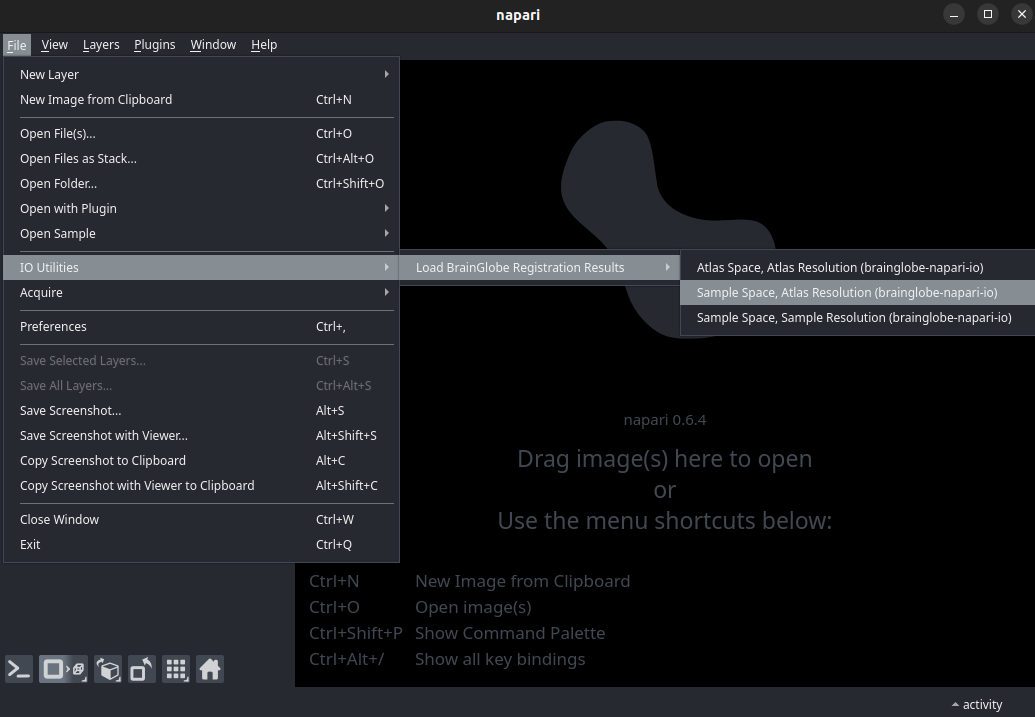 napari
File View Layers Plugins Window Help
New Layer
New Image from Clipboard Ctrl+N
Open File(s)... Ctrl+O
Open Files as Stack... Ctrl+Alt+O
Open Folder... Ctrl+Shift+O
Open with Plugin
Open Sample
IO Utilities
Acquire
Preferences Ctrl+,
Save Selected Layers... Ctrl+S
Save All Layers... Ctrl+Alt+S
Save Screenshot... Alt+S
Save Screenshot with Viewer... Alt+Shift+S
Copy Screenshot to Clipboard Alt+C
Copy Screenshot with Viewer to Clipboard Alt+Shift+C
Close Window Ctrl+W
Exit Ctrl+Q
Load BrainGlobe Registration Results
Atlas Space, Atlas Resolution (brainglobe-napari-io)
Sample Space, Atlas Resolution (brainglobe-napari-io)
Sample Space, Sample Resolution (brainglobe-napari-io)
napari 0.6.4
Drag image(s) here to open
or
Use the menu shortcuts below:
Ctrl+N New Image from Clipboard
Ctrl+O Open image(s)
Ctrl+Shift+P Show Command Palette
Ctrl+Alt+/ Show all key bindings
activity